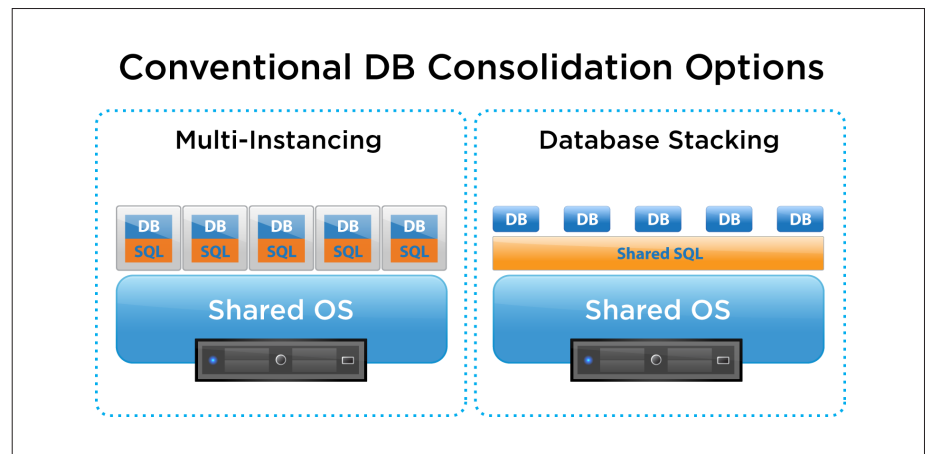 Conventional DB Consolidation Options
Multi-Instancing
DB DB DB DB DB
SQL SQL SQL SQL SQL
Shared OS
Database Stacking
DB DB DB DB DB
Shared SQL
Shared OS